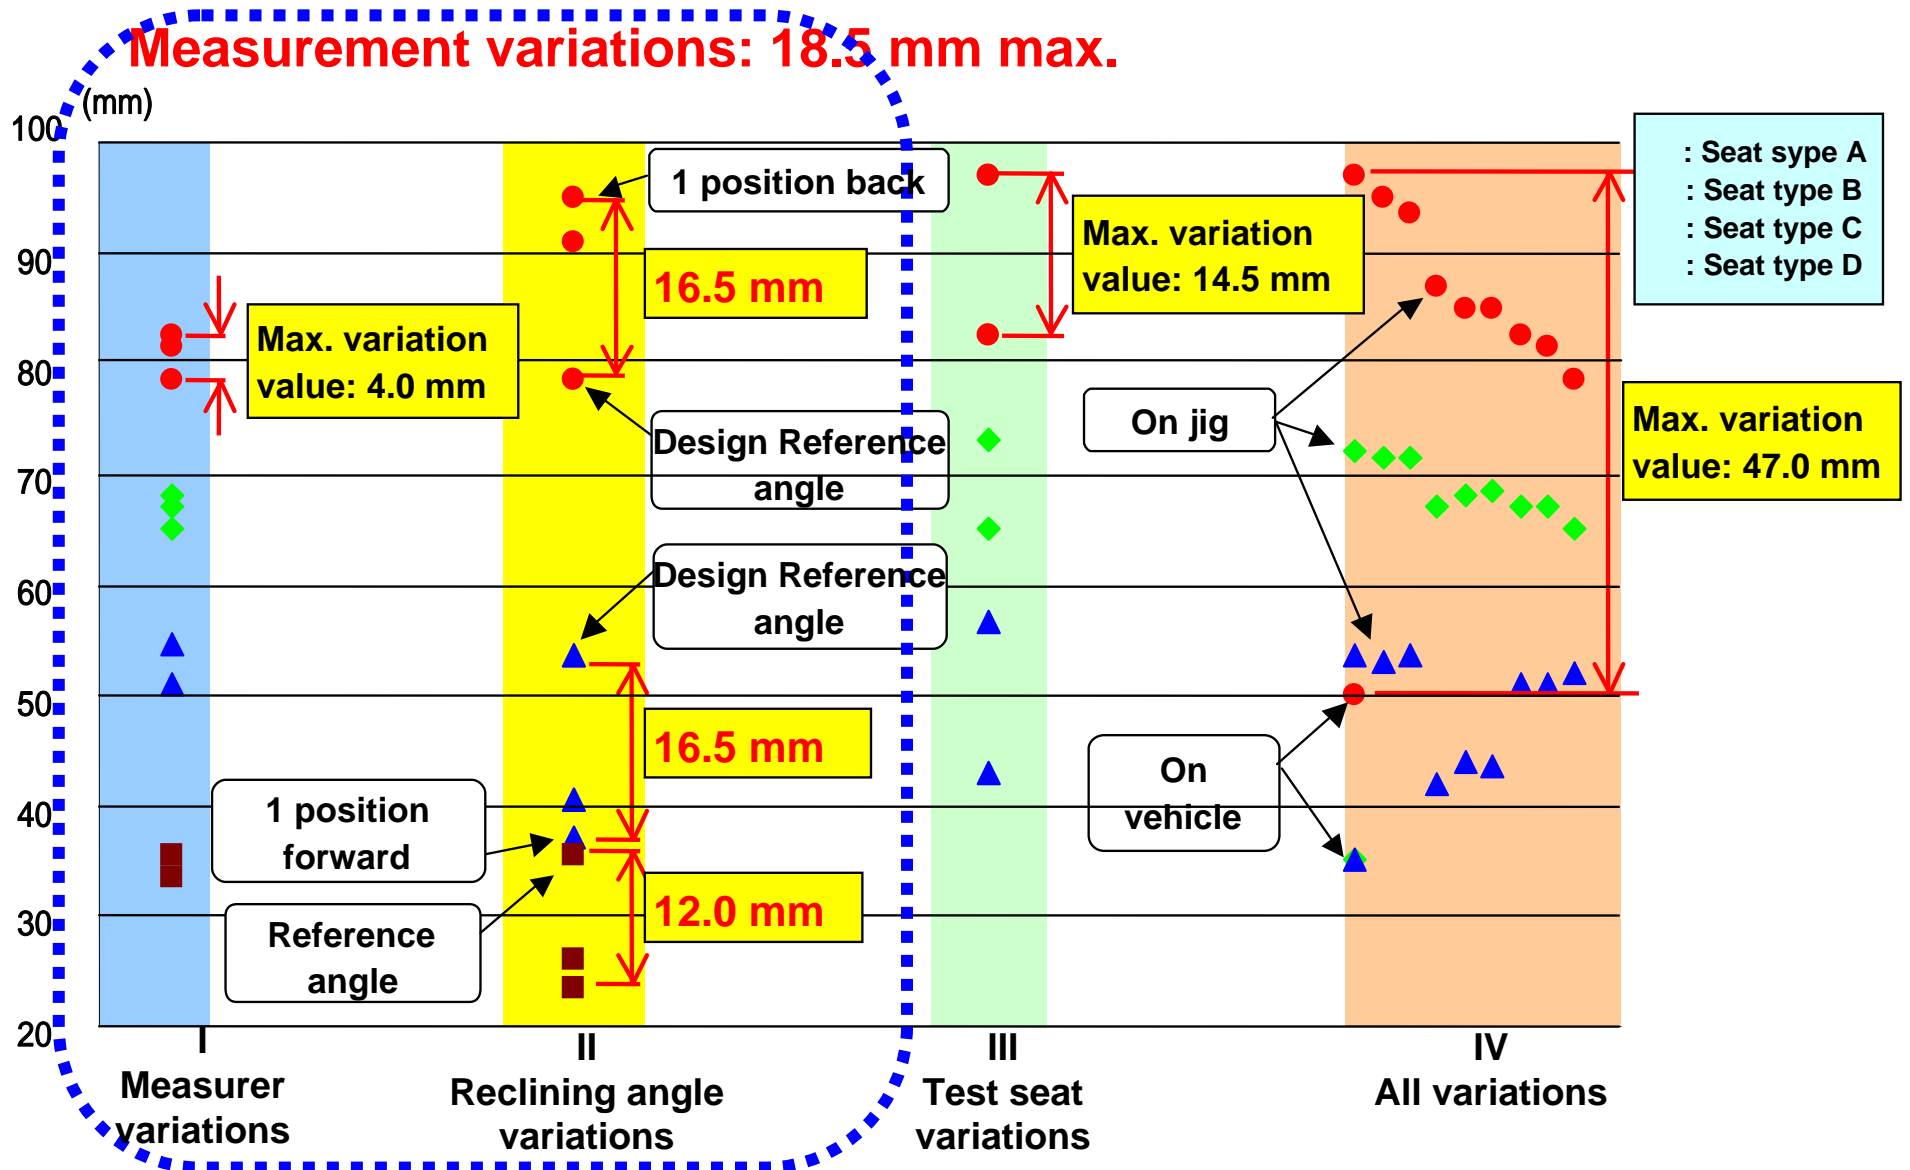 Measurement variations: 18.5 mm max.
(mm)
100
90
80
70
60
50
40
30
20
1 position back
16.5 mm
Max. variation
value: 4.0 mm
Design Reference
angle
Design Reference
angle
16.5 mm
1 position
forward
12.0 mm
Reference
angle
Max. variation
value: 14.5 mm
On jig
On
vehicle
: Seat sype A
: Seat type B
: Seat type C
: Seat type D
Max. variation
value: 47.0 mm
I
Measurer
variations
II
Reclining angle
variations
III
Test seat
variations
IV
All variations